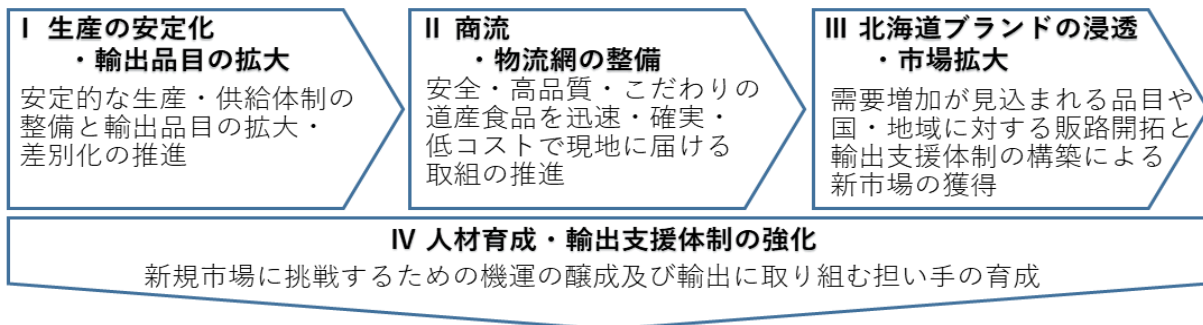 Ⅰ 生産の安定化
・輸出品目の拡大
安定的な生産・供給体制の
整備と輸出品目の拡大・
差別化の推進
Ⅱ 商流
・物流網の整備
安全・高品質・こだわりの
道産食品を迅速・確実・
低コストで現地に届ける
取組の推進
Ⅲ 北海道ブランドの浸透
・市場拡大
需要増加が見込まれる品目や
国・地域に対する販路開拓と
輸出支援体制の構築による
新市場の獲得
Ⅳ 人材育成・輸出支援体制の強化
新規市場に挑戦するための機運の醸成及び輸出に取り組む担い手の育成